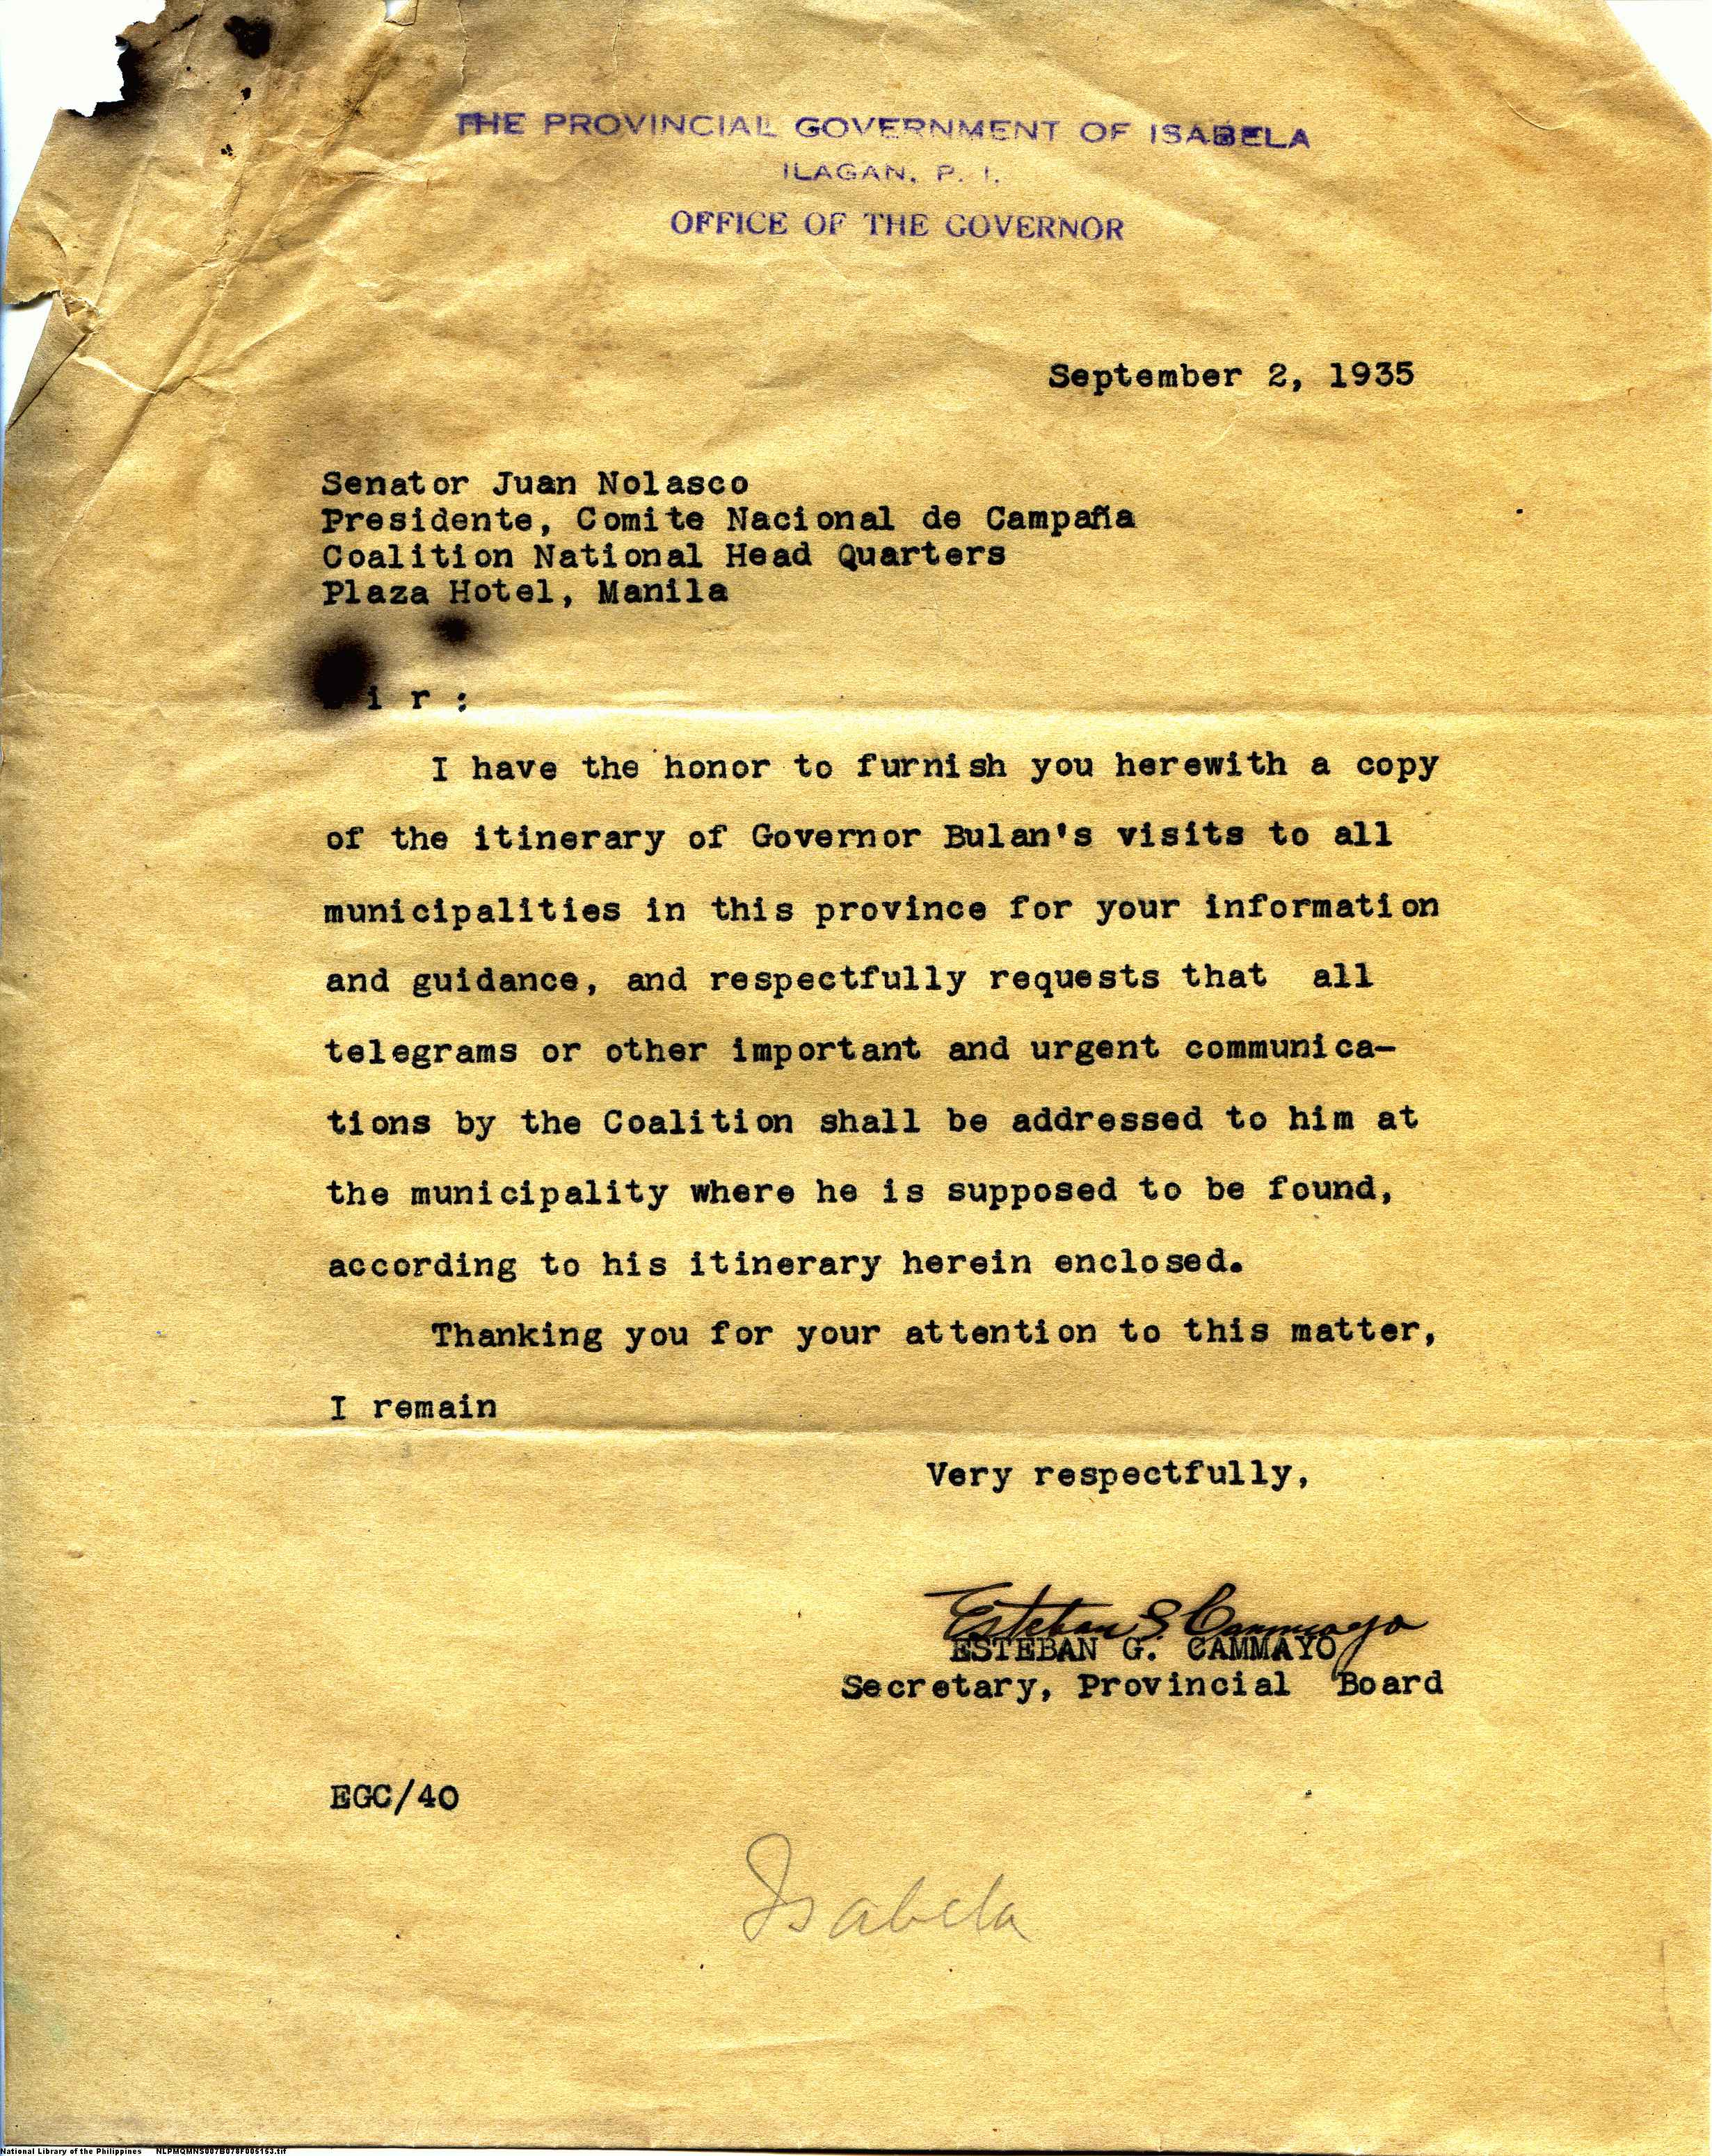 THE PROVINCIAL GOVERNMENT OF ISABELA
ILAGAN, P. I.
OFFICE OF THE GOVERNOR
September 2, 1935
Senator Juan Nolasco
Presidente, Comite Nacional de Campaña
Coalition National Head Quarters
Plaza Hotel, Manila
i r :
I have the honor to furnish you herewith a copy
of the itinerary of Governor Bulan's visits to all
municipalities in this province for your information
and guidance, and respectfully requests that all
telegrams or other important and urgent communica-
tions by the Coalition shall be addressed to him at
the municipality where he is supposed to be found,
according to his itinerary herein enclosed.
Thanking you for your attention to this matter,
I remain
Very respectfully,
Esteban G Cammayo
ESTEBAN G. CAMMAYO
Secretary, Provincial Board
EGC/40
Isabela
National Library of the Philippines NLPMQMNS007B078F005153.tif